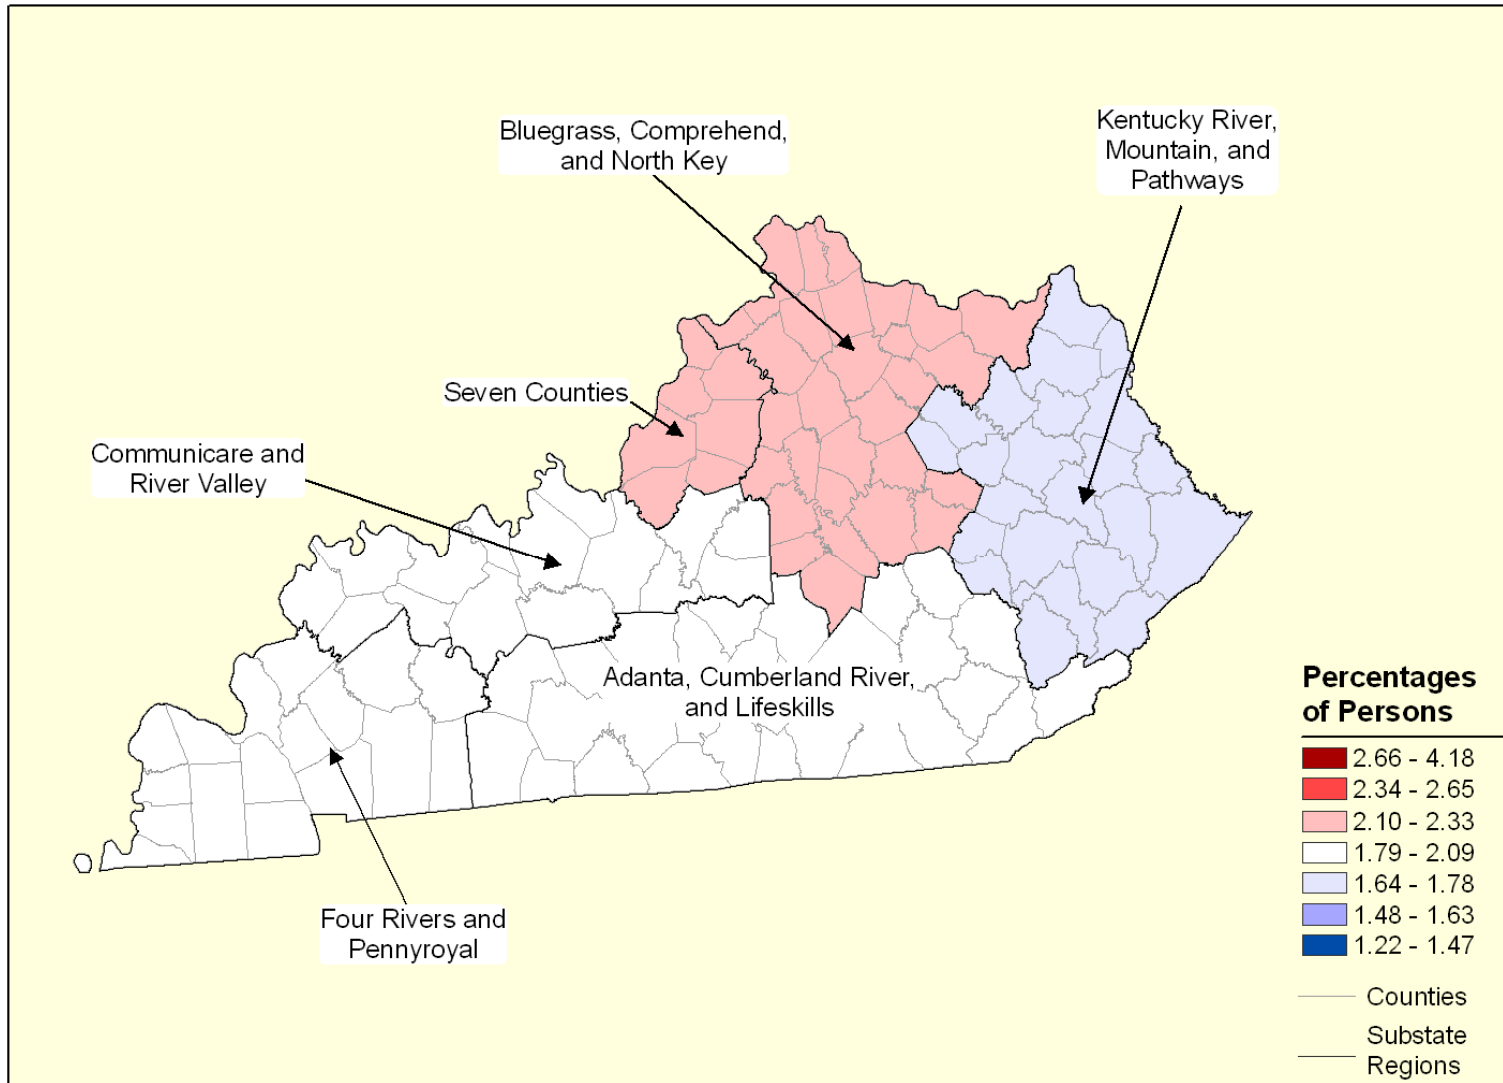 Bluegrass, Comprehend,
and North Key
Kentucky River,
Mountain, and
Pathways
Seven Counties
Communicare and
River Valley
Adanta, Cumberland River,
and Lifeskills
Four Rivers and
Pennyroyal
Percentages
of Persons
2.66 - 4.18
2.34 - 2.65
2.10 - 2.33
1.79 - 2.09
1.64 - 1.78
1.48 - 1.63
1.22 - 1.47
Counties
Substate
Regions